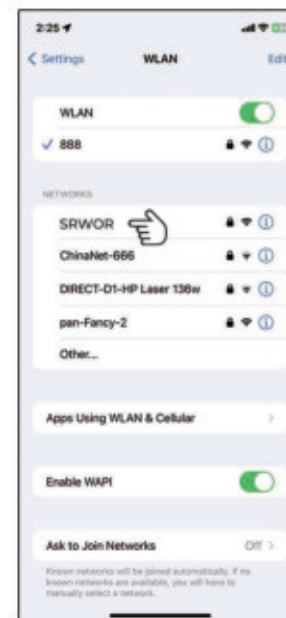 2:25
Settings WLAN Edit
WLAN
888
NETWORKS
SRWOR
ChinaNet-666
DIRECT-D1-HP Laser 136w
pan-Fancy-2
Other...
Apps Using WLAN & Cellular
Enable WAPI
Ask to Join Networks Off
Known networks will be joined automatically. If no
known networks are available, you will have to
manually select a network.